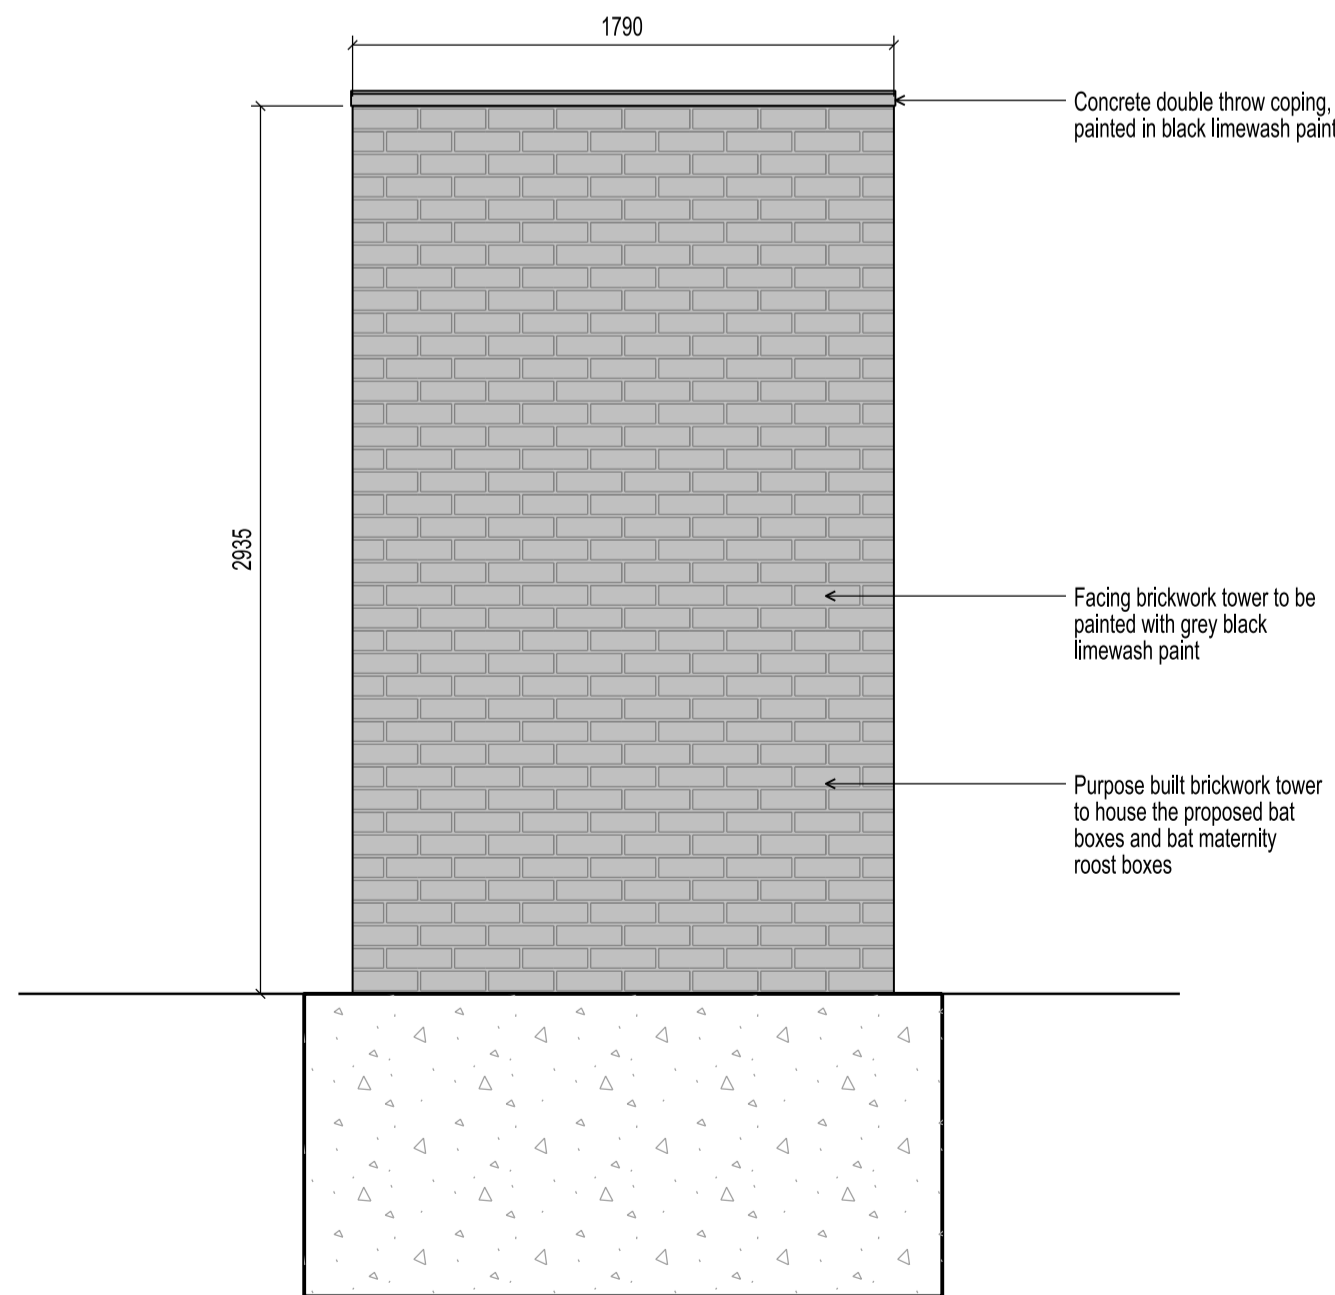 1790
Concrete double throw coping,
painted in black limewash paint
2935
Facing brickwork tower to be
painted with grey black
limewash paint
Purpose built brickwork tower
to house the proposed bat
boxes and bat maternity
roost boxes